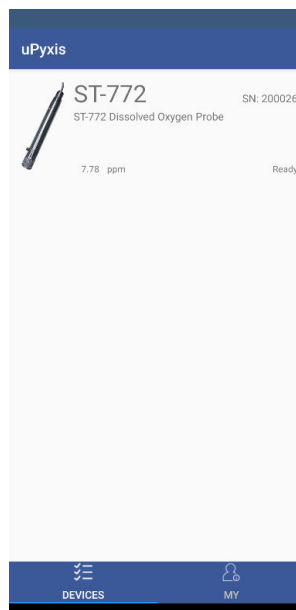 uPyxis
ST-772 SN: 200026
ST-772 Dissolved Oxygen Probe
7.78 ppm Ready
DEVICES MY